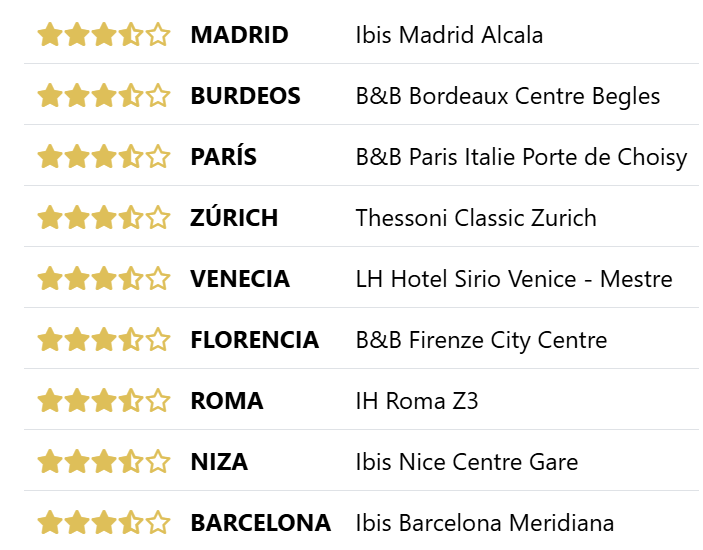 MADRID Ibis Madrid Alcala
BURDEOS B&B Bordeaux Centre Begles
PARÍS B&B Paris Italie Porte de Choisy
ZÚRICH Thessoni Classic Zurich
VENECIA LH Hotel Sirio Venice - Mestre
FLORENCIA B&B Firenze City Centre
ROMA IH Roma Z3
NIZA Ibis Nice Centre Gare
BARCELONA Ibis Barcelona Meridiana